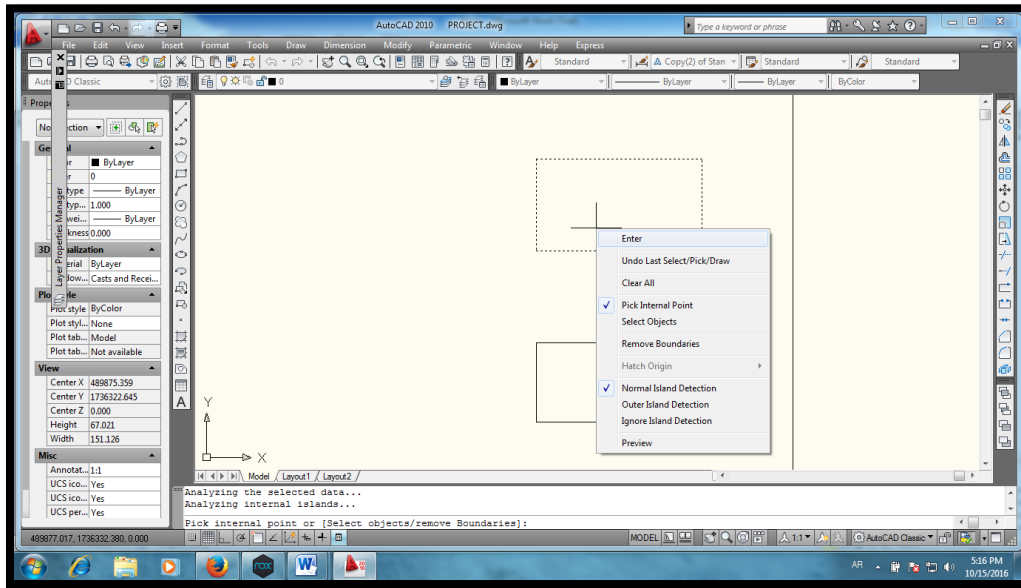 AutoCAD 2010 PROJECT.dwg
Type a keyword or phrase
File Edit View Insert Format Tools Draw Dimension Modify Parametric Window Help Express
Standard Copy(2) of Stan Standard Standard
Classic 0 ByLayer ByLayer ByLayer ByColor
Layer Properties Manager
ByLayer
0
ByLayer
1.000
ByLayer
0.000
ByLayer
Casts and Recei...
Plot style ByColor
Plot styl... None
Plot tab... Model
Plot tab... Not available
View
Center X 489875.359
Center Y 1736322.645
Center Z 0.000
Height 67.021
Width 151.126
Misc
Annotat... 1:1
UCS ico... Yes
UCS ico... Yes
UCS per... Yes
Enter
Undo Last Select/Pick/Draw
Clear All
Pick Internal Point
Select Objects
Remove Boundaries
Hatch Origin
Normal Island Detection
Outer Island Detection
Ignore Island Detection
Preview
Y
X
A
Model Layout1 Layout2
Analyzing the selected data...
Analyzing internal islands...
Pick internal point or [Select objects/remove Boundaries]:
489877.017, 1736332.380, 0.000 MODEL 1:1 AutoCAD Classic
AR 5:16 PM
10/15/2016